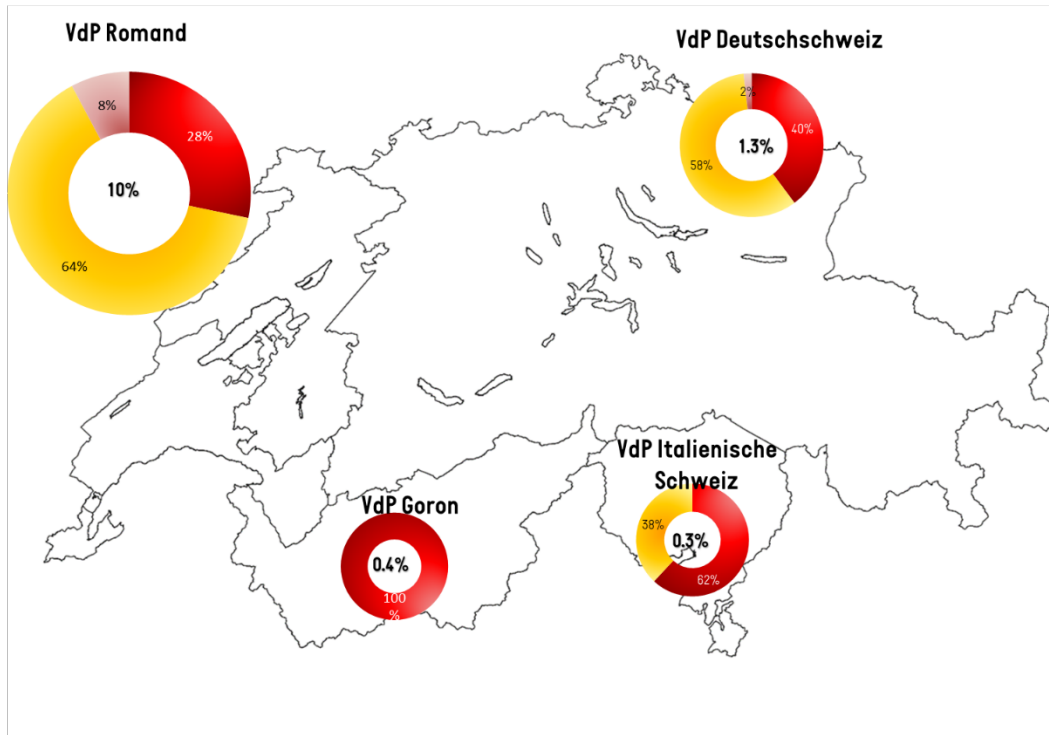 VdP Romand
8%
28%
10%
64%
VdP Deutschschweiz
2%
40%
1.3%
58%
VdP Goron
0.4%
100
%
VdP Italienische
Schweiz
38%
0.3%
62%